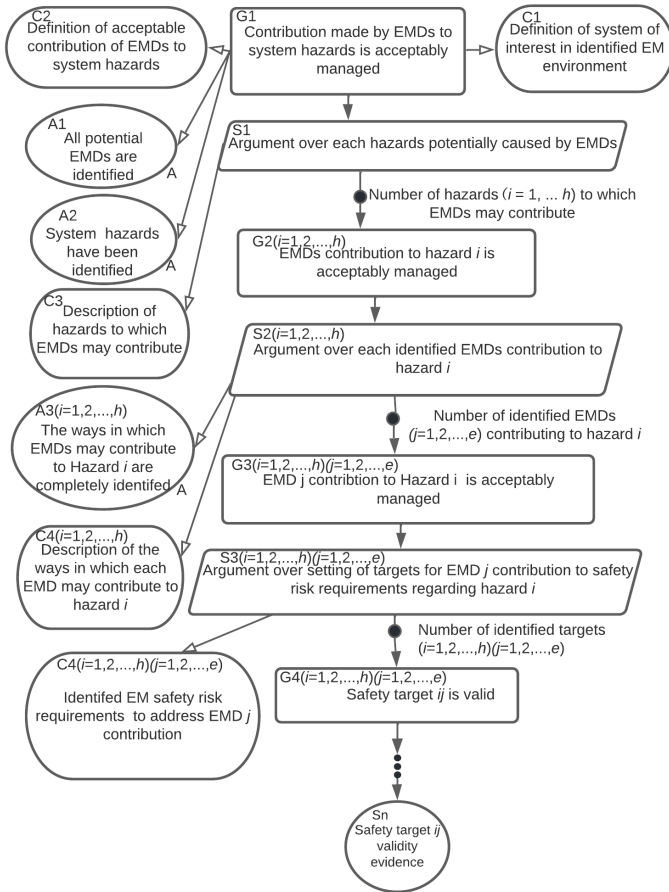 C2
Definition of acceptable
contribution of EMDs to
system hazards
G1
Contribution made by EMDs to
system hazards is acceptably
managed
C1
Definition of system of
interest in identified EM
environment
A1
All potential
EMDs are
identified
A
S1
Argument over each hazards potentially caused by EMDs
Number of hazards (i = 1, ... h) to which
EMDs may contribute
A2
System hazards
have been
identified
A
G2(i=1,2,...,h)
EMDs contribution to hazard i is
acceptably managed
C3
Description of
hazards to which
EMDs may contribute
S2(i=1,2,...,h)
Argument over each identified EMDs contribution to
hazard i
A3(i=1,2,...,h)
The ways in which
EMDs may contribute
to Hazard i are
completely identifed
A
Number of identified EMDs
(j=1,2,...,e) contributing to hazard i
G3(i=1,2,...,h)(j=1,2,...,e)
EMD j contribtion to Hazard i is acceptably
managed
C4(i=1,2,...,h)
Description of the
ways in which each
EMD may contribute to
hazard i
S3(i=1,2,...,h)(j=1,2,...,e)
Argument over setting of targets for EMD j contribution to safety
risk requirements regarding hazard i
Number of identified targets
(i=1,2,...,h)(j=1,2,...,e)
C4(i=1,2,...,h)(j=1,2,...,e)
Identifed EM safety risk
requirements to address EMD j
contribution
G4(i=1,2,...,h)(j=1,2,...,e)
Safety target ij is valid
Sn
Safety target ij
validity
evidence